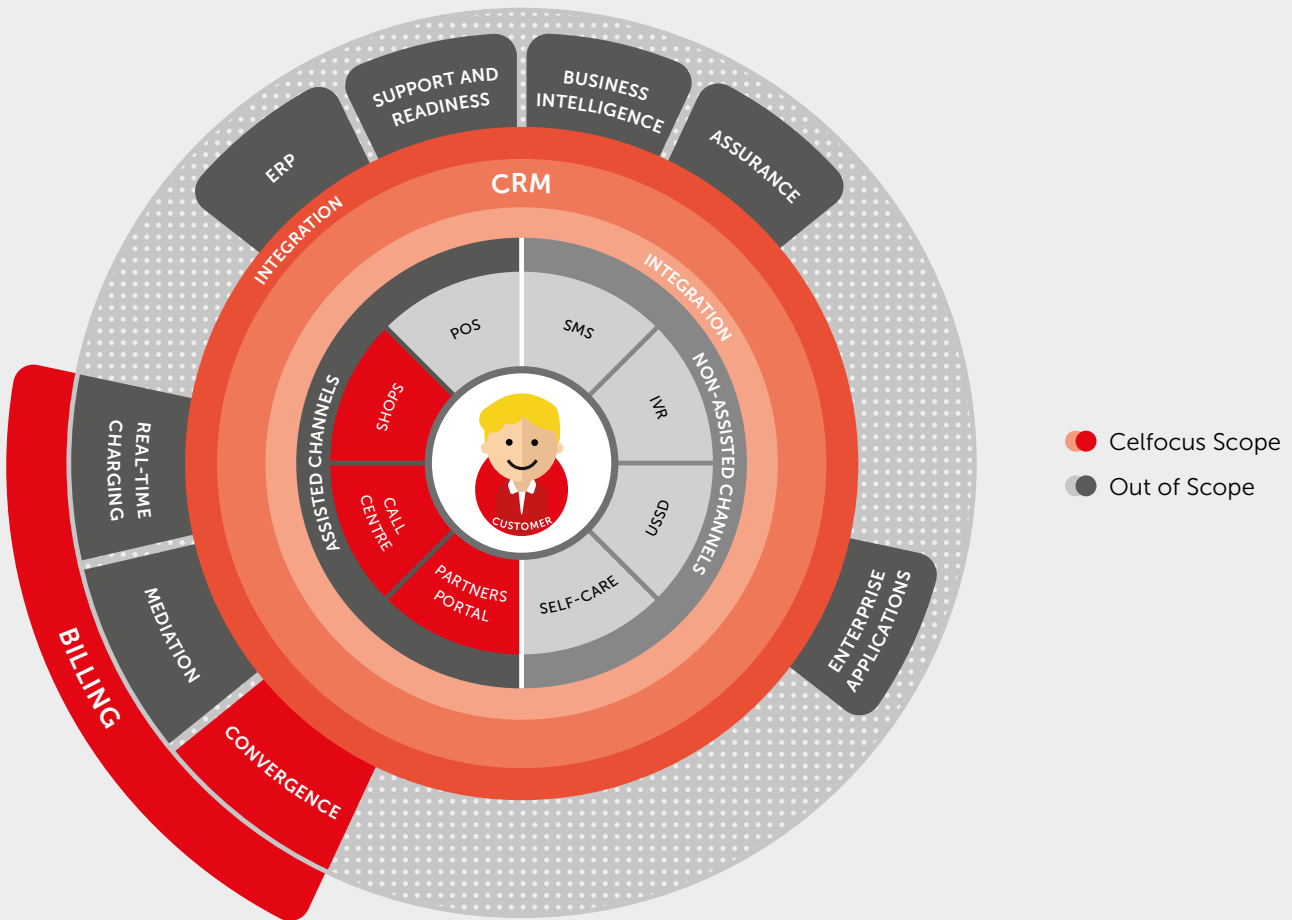 SUPPORT AND
READINESS
BUSINESS
INTELLIGENCE
ERP
ASSURANCE
CRM
INTEGRATION
INTEGRATION
POS
SMS
SHOPS
IVR
ASSISTED CHANNELS
NON-ASSISTED CHANNELS
CALL
CENTRE
USSD
PARTNERS
PORTAL
SELF-CARE
CUSTOMER
REAL-TIME
CHARGING
MEDIATION
BILLING
CONVERGENCE
ENTERPRISE
APPLICATIONS
Celfocus Scope
Out of Scope